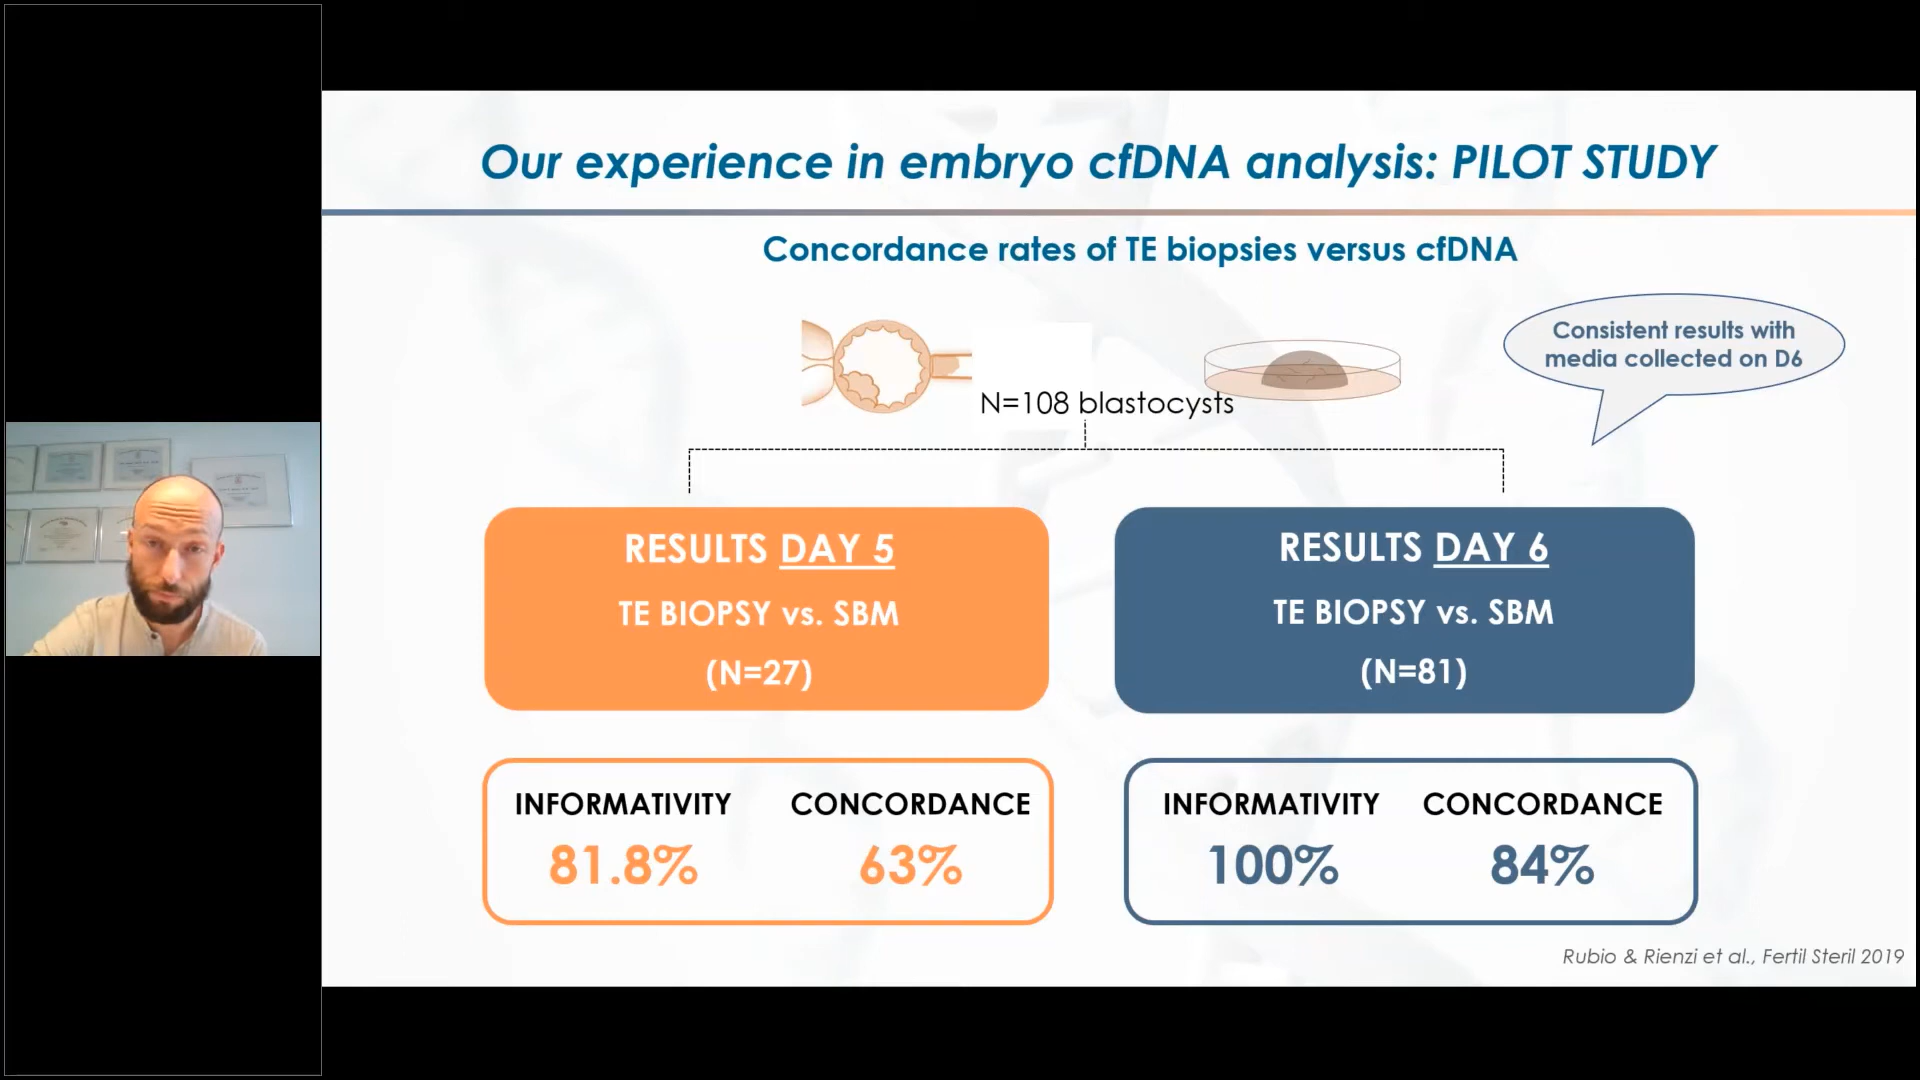 Our experience in embryo cfDNA analysis: PILOT STUDY
Concordance rates of TE biopsies versus cfDNA
Consistent results with
media collected on D6
N=108 blastocysts
RESULTS DAY 5
TE BIOPSY vs. SBM
(N=27)
RESULTS DAY 6
TE BIOPSY vs. SBM
(N=81)
INFORMATIVITY CONCORDANCE
81.8% 63%
INFORMATIVITY CONCORDANCE
100% 84%
Rubio & Rienzi et al., Fertil Steril 2019